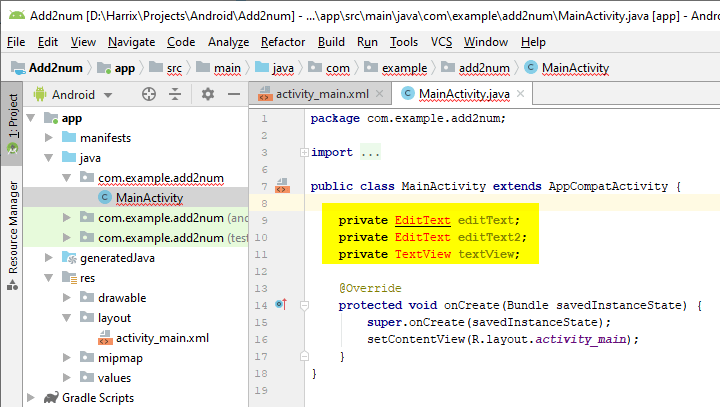 Add2num [D:\Harrix\Projects\Android\Add2num] - ...\app\src\main\java\com\example\add2num\MainActivity.java [app] - Andr
File Edit View Navigate Code Analyze Refactor Build Run Tools VCS Window Help
Add2num app src main java com example add2num MainActivity
1: Project
Resource Manager
Android
app
manifests
java
com.example.add2num
MainActivity
com.example.add2num (and
com.example.add2num (test
generatedJava
res
drawable
layout
activity_main.xml
mipmap
values
Gradle Scripts
activity_main.xml MainActivity.java
1 package com.example.add2num;
2
3 import ...
6
7 public class MainActivity extends AppCompatActivity {
8
9 private EditText editText;
10 private EditText editText2;
11 private TextView textView;
12
13 @Override
14 protected void onCreate(Bundle savedInstanceState) {
15 super.onCreate(savedInstanceState);
16 setContentView(R.layout.activity_main);
17 }
18 }
19